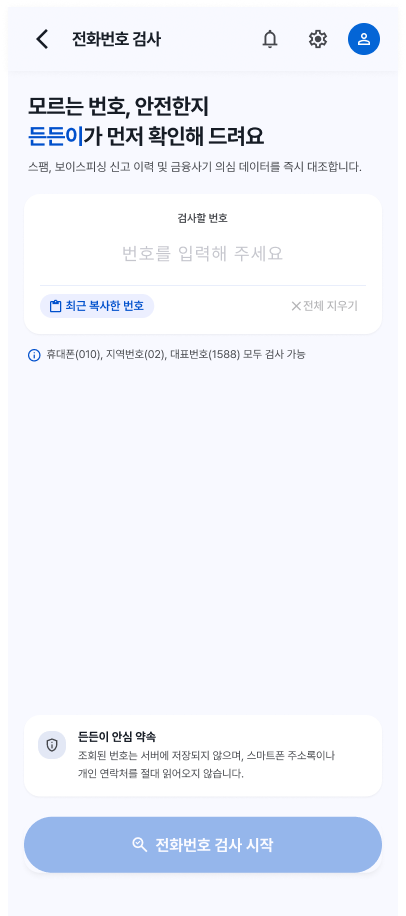 전화번호 검사
모르는 번호, 안전한지
든든이가 먼저 확인해 드려요
스팸, 보이스피싱 신고 이력 및 금융사기 의심 데이터를 즉시 대조합니다.
검사할 번호
번호를 입력해 주세요
최근 복사한 번호
전체 지우기
휴대폰(010), 지역번호(02), 대표번호(1588) 모두 검사 가능
든든이 안심 약속
조회된 번호는 서버에 저장되지 않으며, 스마트폰 주소록이나
개인 연락처를 절대 읽어오지 않습니다.
전화번호 검사 시작